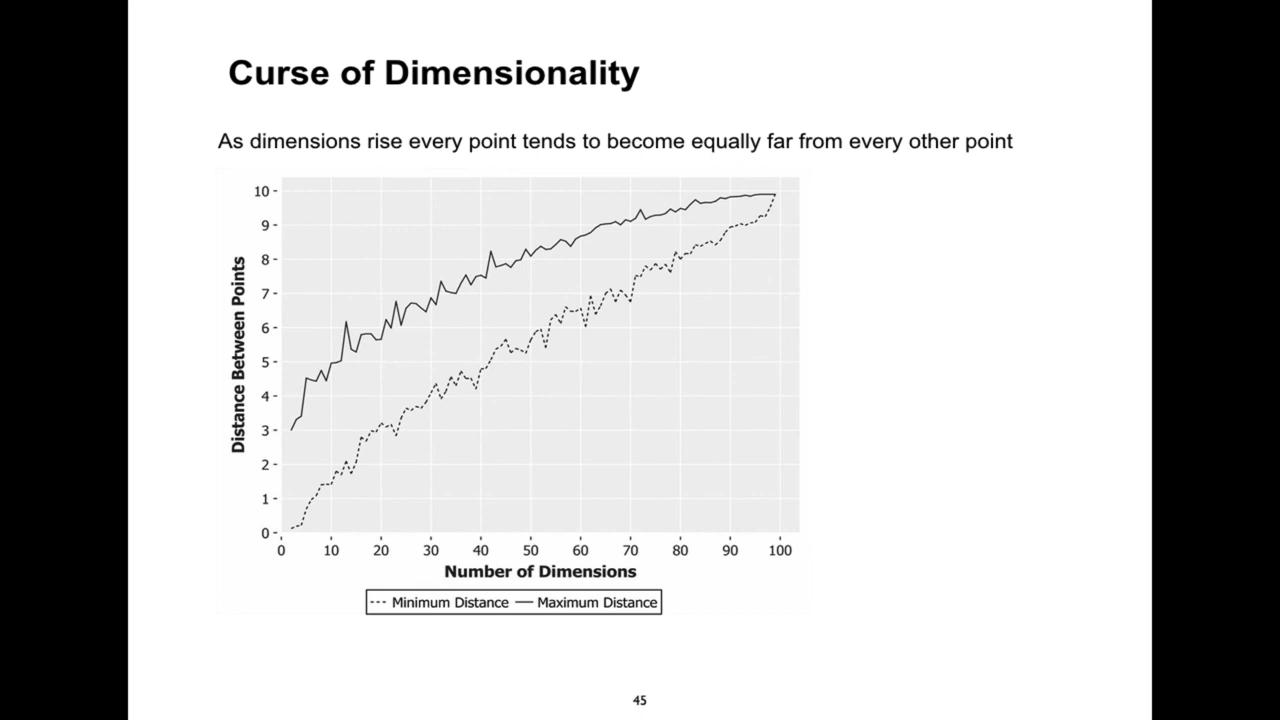 Curse of Dimensionality
As dimensions rise every point tends to become equally far from every other point
10
9
8
7
6
5
4
3
2
1
0
Distance Between Points
0 10 20 30 40 50 60 70 80 90 100
Number of Dimensions
Minimum Distance Maximum Distance
45